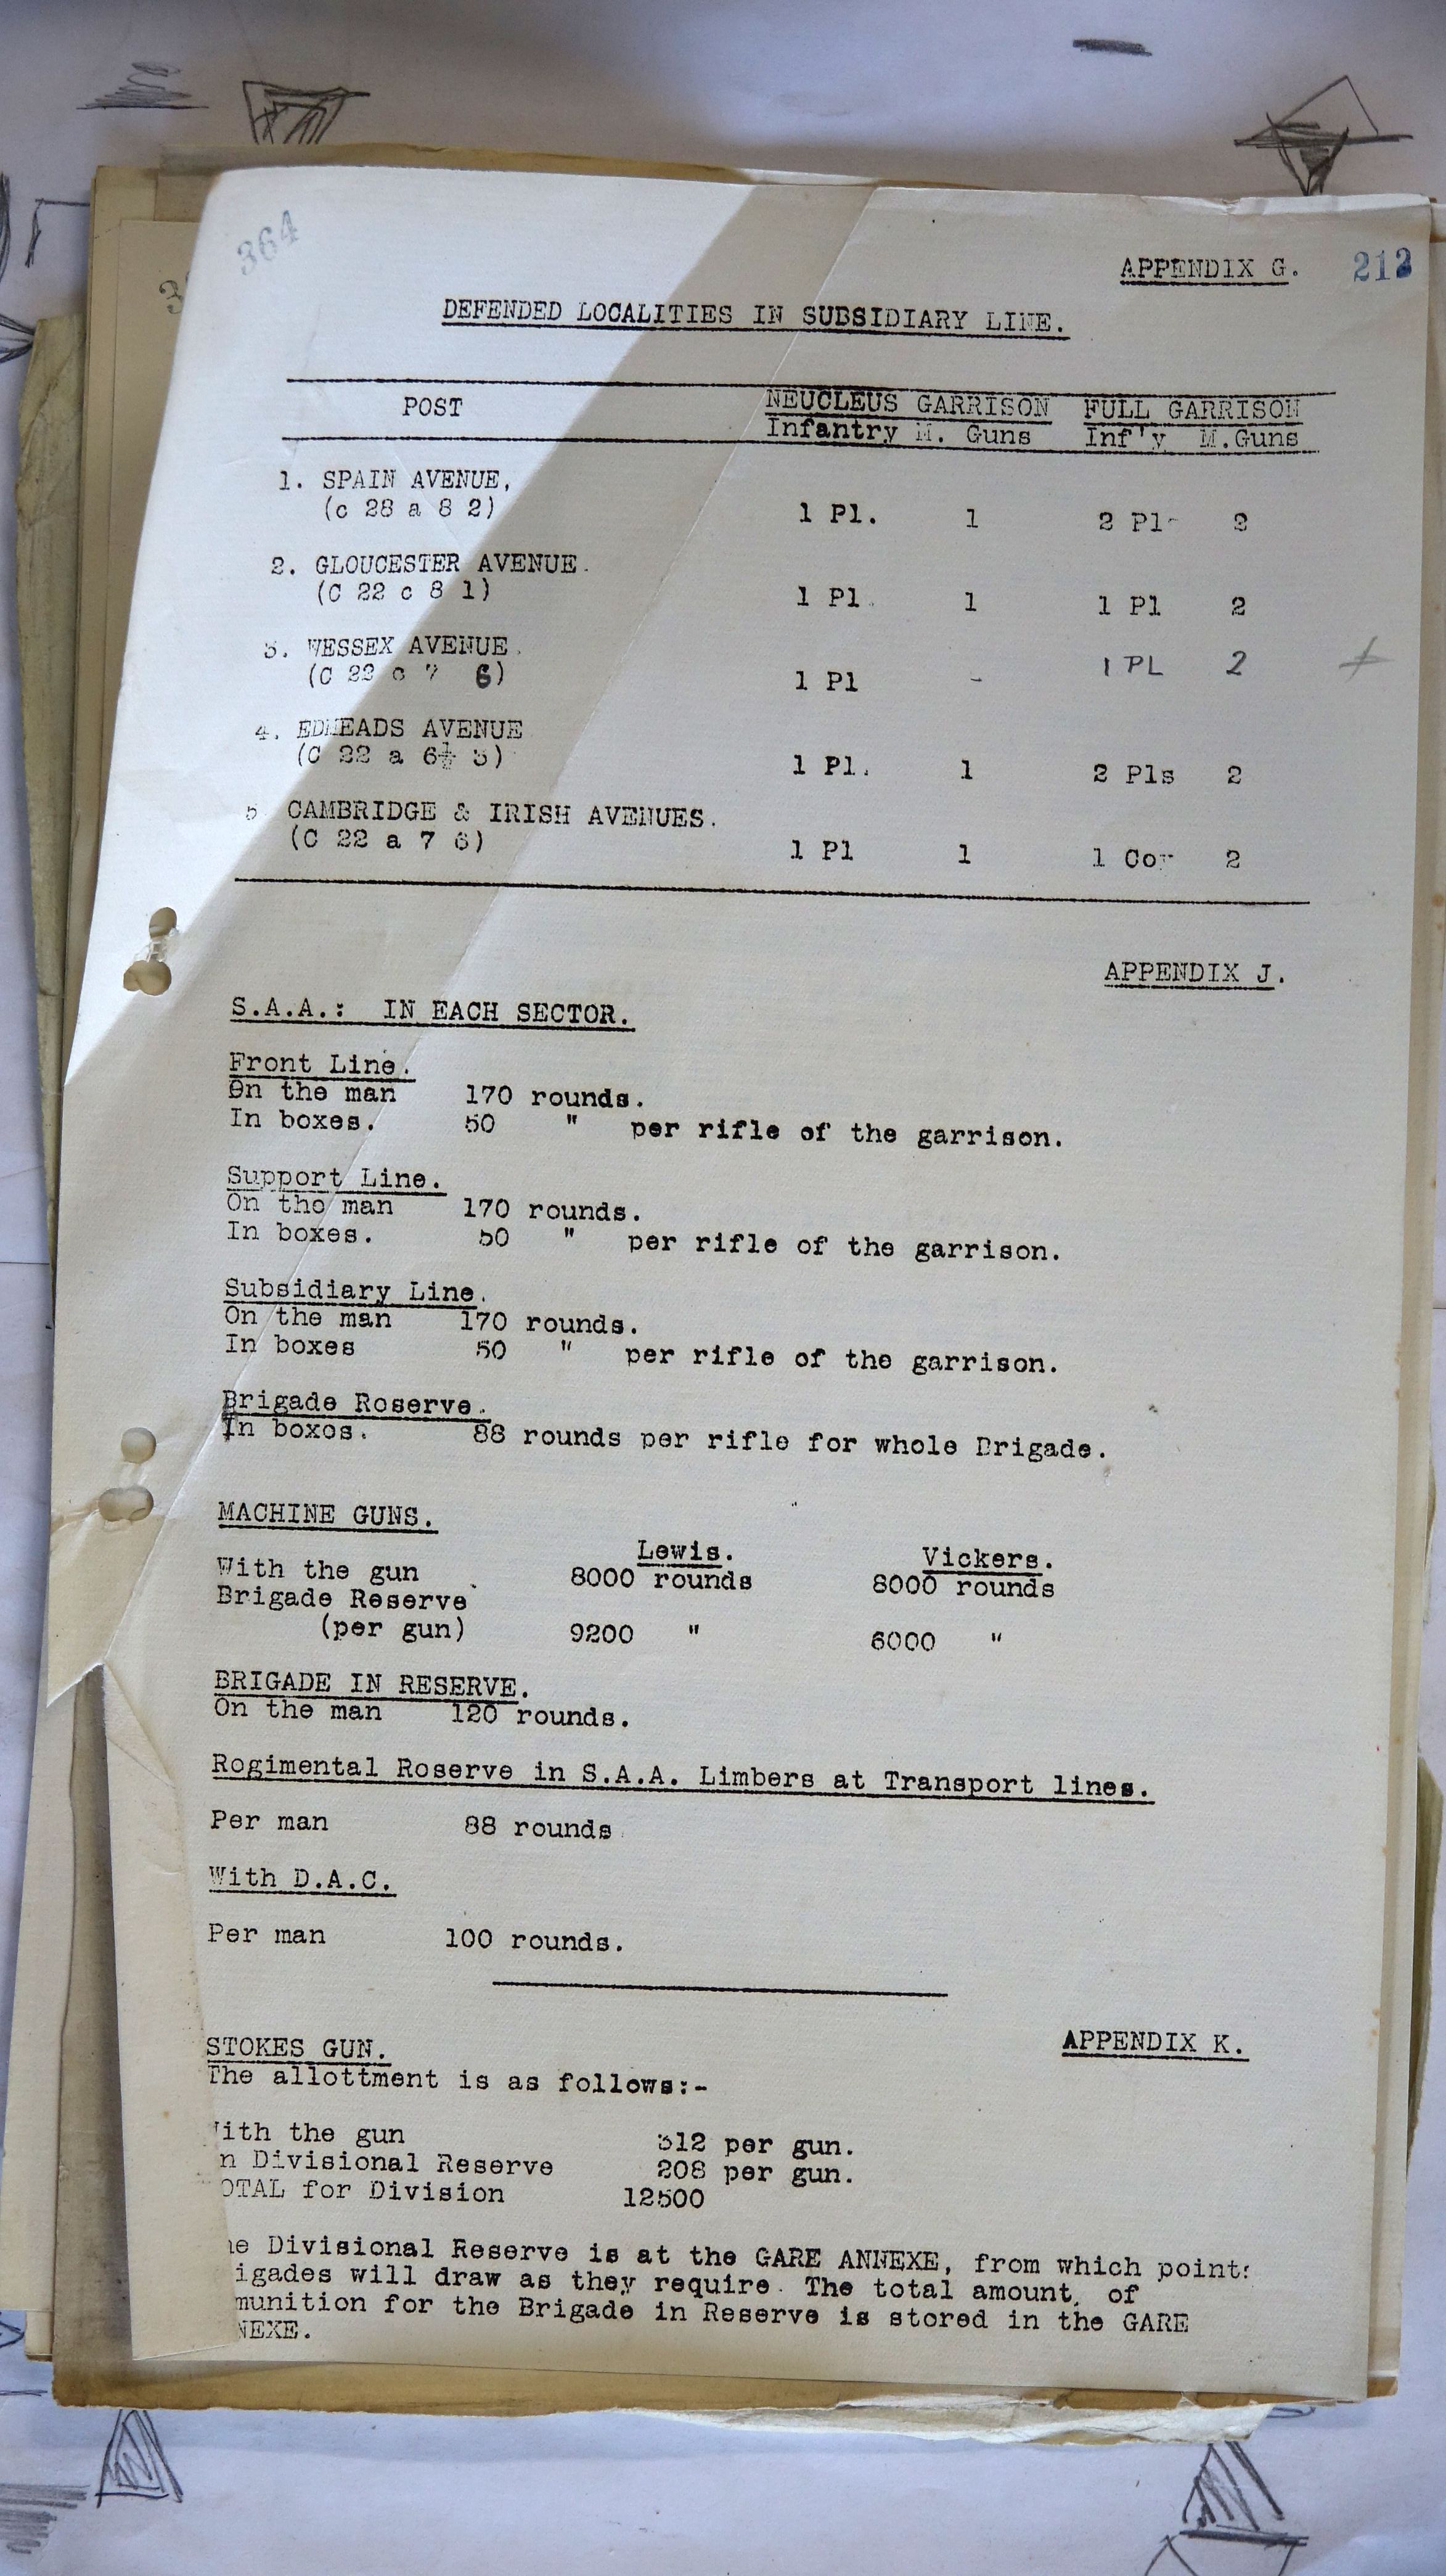 364
APPENDIX G. 212
DEFENDED LOCALITIES IN SUBSIDIARY LINE.
POST NEUCLEUS GARRISON FULL GARRISON
Infantry M. Guns Inf'y M.Guns
1. SPAIN AVENUE,
(c 28 a 8 2) 1 Pl. 1 2 Pl- 2
2. GLOUCESTER AVENUE.
(C 22 c 8 1) 1 Pl. 1 1 Pl 2
3. WESSEX AVENUE. 1 PL 2
(C 22 c 7 6) 1 Pl -
4. EDMEADS AVENUE
(C 22 a 6½ 3) 1 Pl. 1 2 Pls 2
5 CAMBRIDGE & IRISH AVENUES.
(C 22 a 7 6) 1 Pl 1 1 Coy 2
APPENDIX J.
S.A.A.: IN EACH SECTOR.
Front Line.
On the man 170 rounds.
In boxes. 50 " per rifle of the garrison.
Support Line.
On tho man 170 rounds.
In boxes. 50 " per rifle of the garrison.
Subsidiary Line.
On the man 170 rounds.
In boxes 50 " per rifle of the garrison.
Brigade Roserve.
In boxos. 88 rounds per rifle for whole Brigade.
MACHINE GUNS.
Lewis. Vickers.
With the gun 8000 rounds 8000 rounds
Brigade Reserve
(per gun) 9200 " 6000 "
BRIGADE IN RESERVE.
On the man 120 rounds.
Rogimental Roserve in S.A.A. Limbers at Transport lines.
Per man 88 rounds
With D.A.C.
Per man 100 rounds.
APPENDIX K.
STOKES GUN.
The allottment is as follows:-
ith the gun 312 per gun.
n Divisional Reserve 208 per gun.
OTAL for Division 12500
he Divisional Reserve is at the GARE ANNEXE, from which point:
igades will draw as they require. The total amount, of
munition for the Brigade in Reserve is stored in the GARE
NEXE.